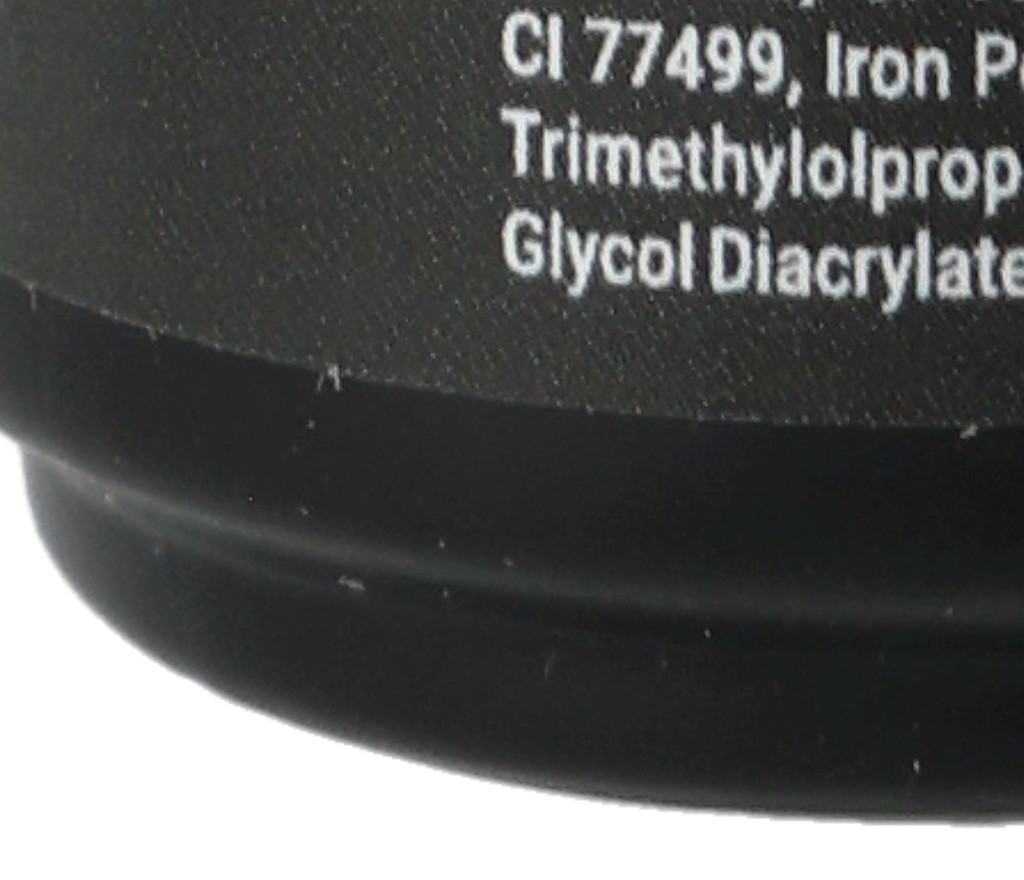 CI 77499, Iron P
Trimethylolprop
Glycol Diacrylate